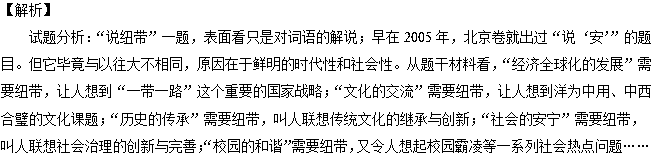 【解析】
试题分析：“说纽带”一题，表面看只是对词语的解说；早在 2005 年，北京卷就出过“说‘安’”的题
目。但它毕竟与以往大不相同，原因在于鲜明的时代性和社会性。从题干材料看，“经济全球化的发展”需
要纽带，让人想到“一带一路”这个重要的国家战略；“文化的交流”需要纽带，让人想到洋为中用、中西
合璧的文化课题；“历史的传承”需要纽带，叫人联想传统文化的继承与创新；“社会的安宁”需要纽带，
叫人联想社会治理的创新与完善；“校园的和谐”需要纽带，又令人想起校园霸凌等一系列社会热点问题……